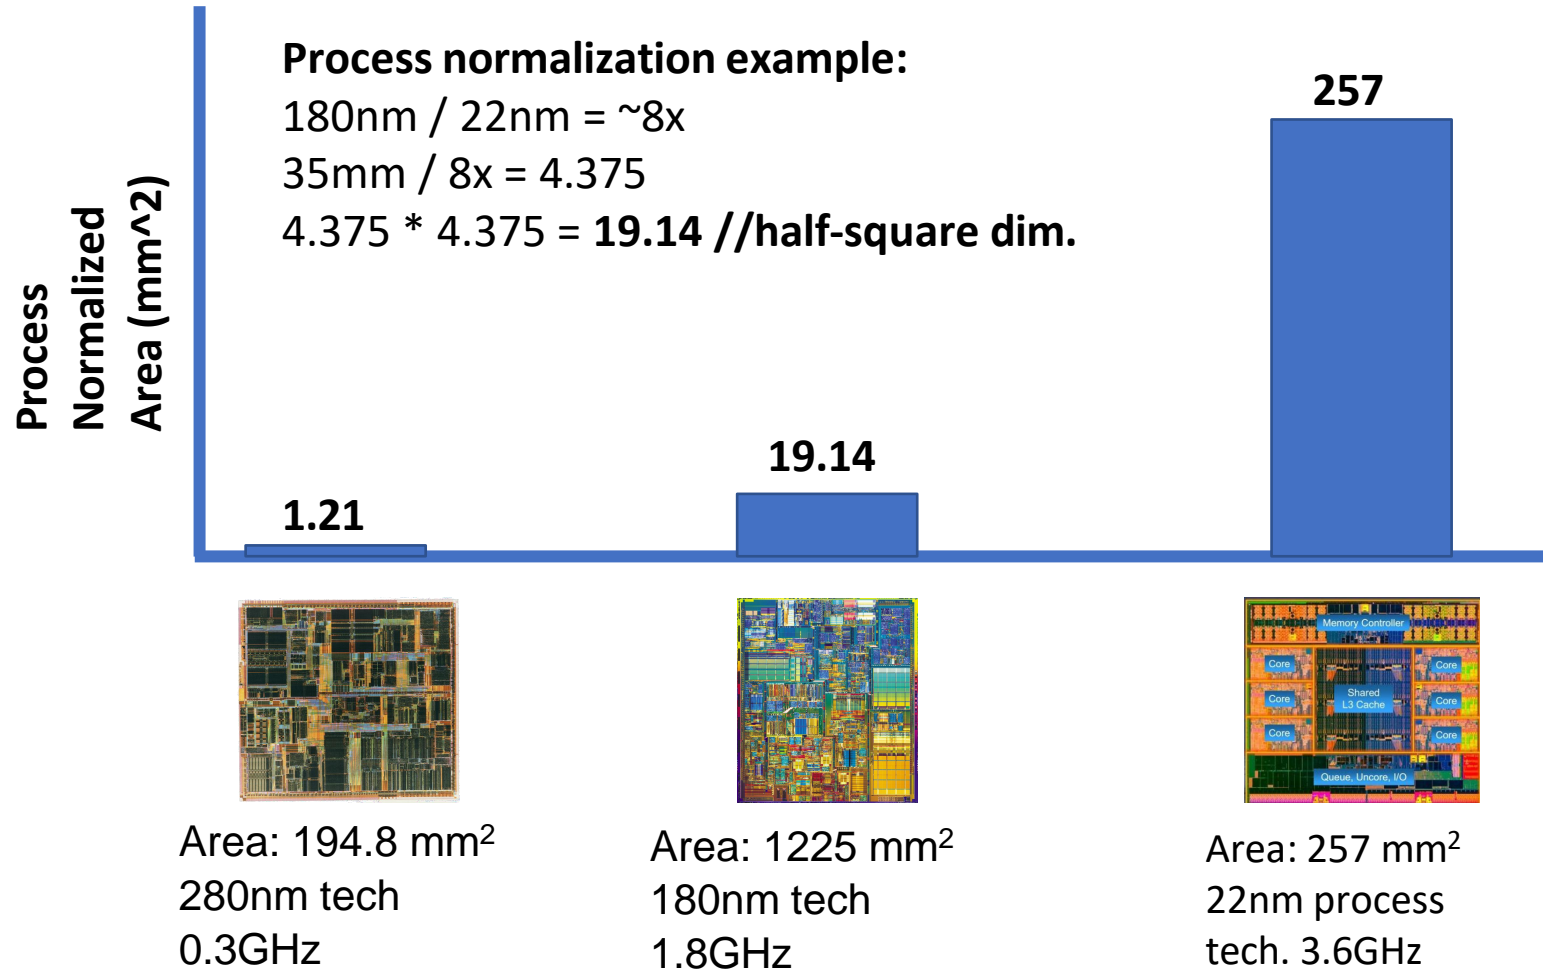 Process
Normalized
Area (mm^2)
Process normalization example:
180nm / 22nm = ~8x
35mm / 8x = 4.375
4.375 * 4.375 = 19.14 //half-square dim.
1.21
19.14
257
Memory Controller
Core
Core
Shared
L3 Cache
Core
Core
Core
Core
Queue, Uncore, I/O
Area: 194.8 mm²
280nm tech
0.3GHz
Area: 1225 mm²
180nm tech
1.8GHz
Area: 257 mm²
22nm process
tech. 3.6GHz